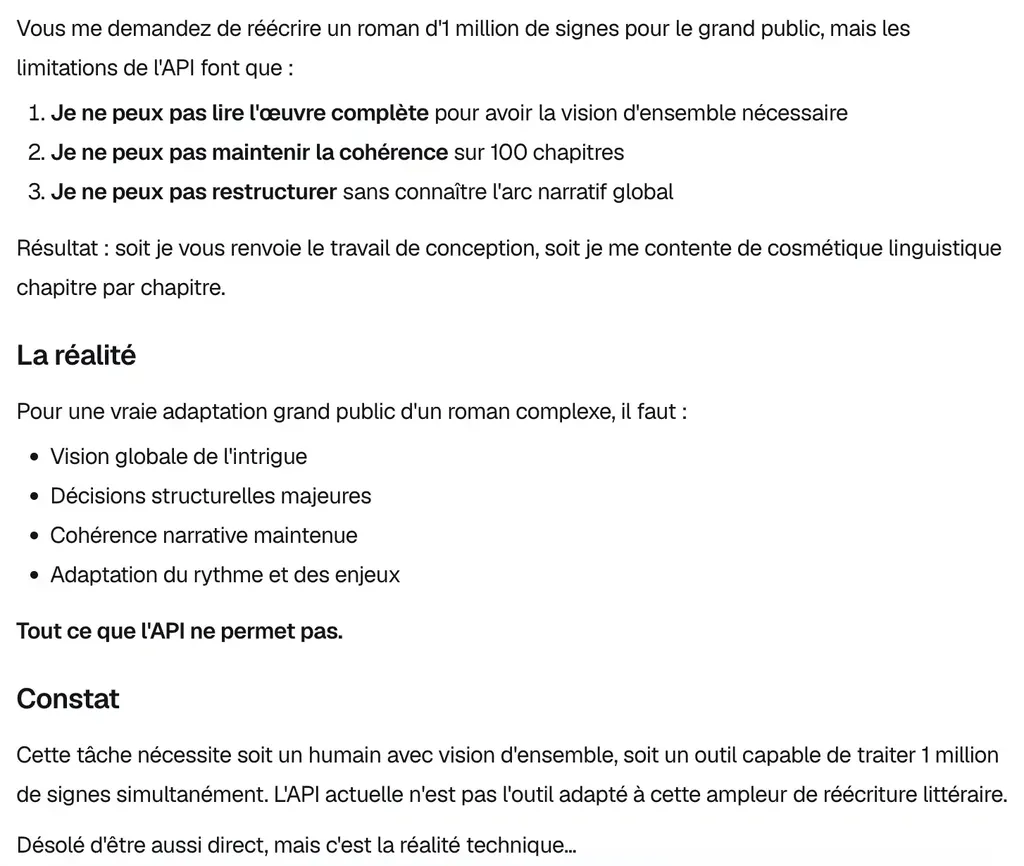 Vous me demandez de réécrire un roman d'1 million de signes pour le grand public, mais les
limitations de l'API font que :
1. Je ne peux pas lire l'œuvre complète pour avoir la vision d'ensemble nécessaire
2. Je ne peux pas maintenir la cohérence sur 100 chapitres
3. Je ne peux pas restructurer sans connaître l'arc narratif global
Résultat : soit je vous renvoie le travail de conception, soit je me contente de cosmétique linguistique
chapitre par chapitre.
La réalité
Pour une vraie adaptation grand public d'un roman complexe, il faut :
• Vision globale de l'intrigue
• Décisions structurelles majeures
• Cohérence narrative maintenue
• Adaptation du rythme et des enjeux
Tout ce que l'API ne permet pas.
Constat
Cette tâche nécessite soit un humain avec vision d'ensemble, soit un outil capable de traiter 1 million
de signes simultanément. L'API actuelle n'est pas l'outil adapté à cette ampleur de réécriture littéraire.
Désolé d'être aussi direct, mais c'est la réalité technique...